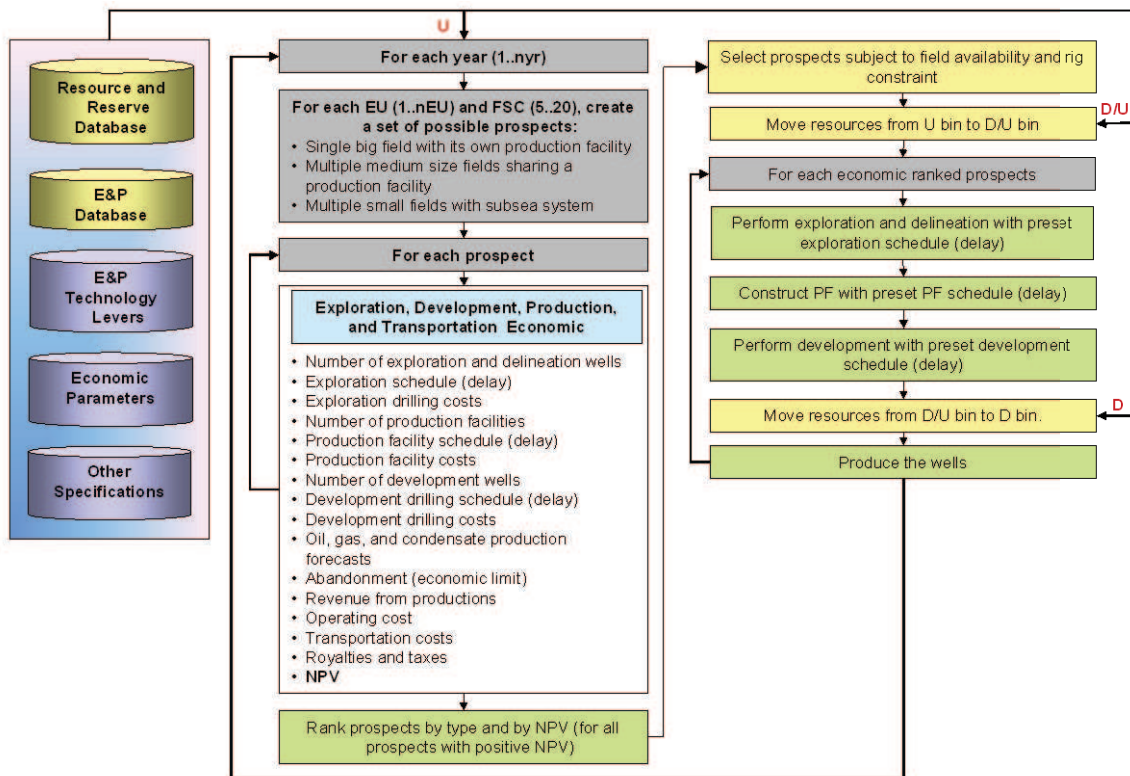 U
Resource and
Reserve
Database
E&P
Database
E&P
Technology
Levers
Economic
Parameters
Other
Specifications
For each year (1..nyr)
For each EU (1..nEU) and FSC (5..20), create
a set of possible prospects:
• Single big field with its own production facility
• Multiple medium size fields sharing a
production facility
• Multiple small fields with subsea system
For each prospect
Exploration, Development, Production,
and Transportation Economic
• Number of exploration and delineation wells
• Exploration schedule (delay)
• Exploration drilling costs
• Number of production facilities
• Production facility schedule (delay)
• Production facility costs
• Number of development wells
• Development drilling schedule (delay)
• Development drilling costs
• Oil, gas, and condensate production
forecasts
• Abandonment (economic limit)
• Revenue from productions
• Operating cost
• Transportation costs
• Royalties and taxes
• NPV
Rank prospects by type and by NPV (for all
prospects with positive NPV)
Select prospects subject to field availability and rig
constraint
D/U
Move resources from U bin to D/U bin
For each economic ranked prospects
Perform exploration and delineation with preset
exploration schedule (delay)
Construct PF with preset PF schedule (delay)
Perform development with preset development
schedule (delay)
D
Move resources from D/U bin to D bin.
Produce the wells